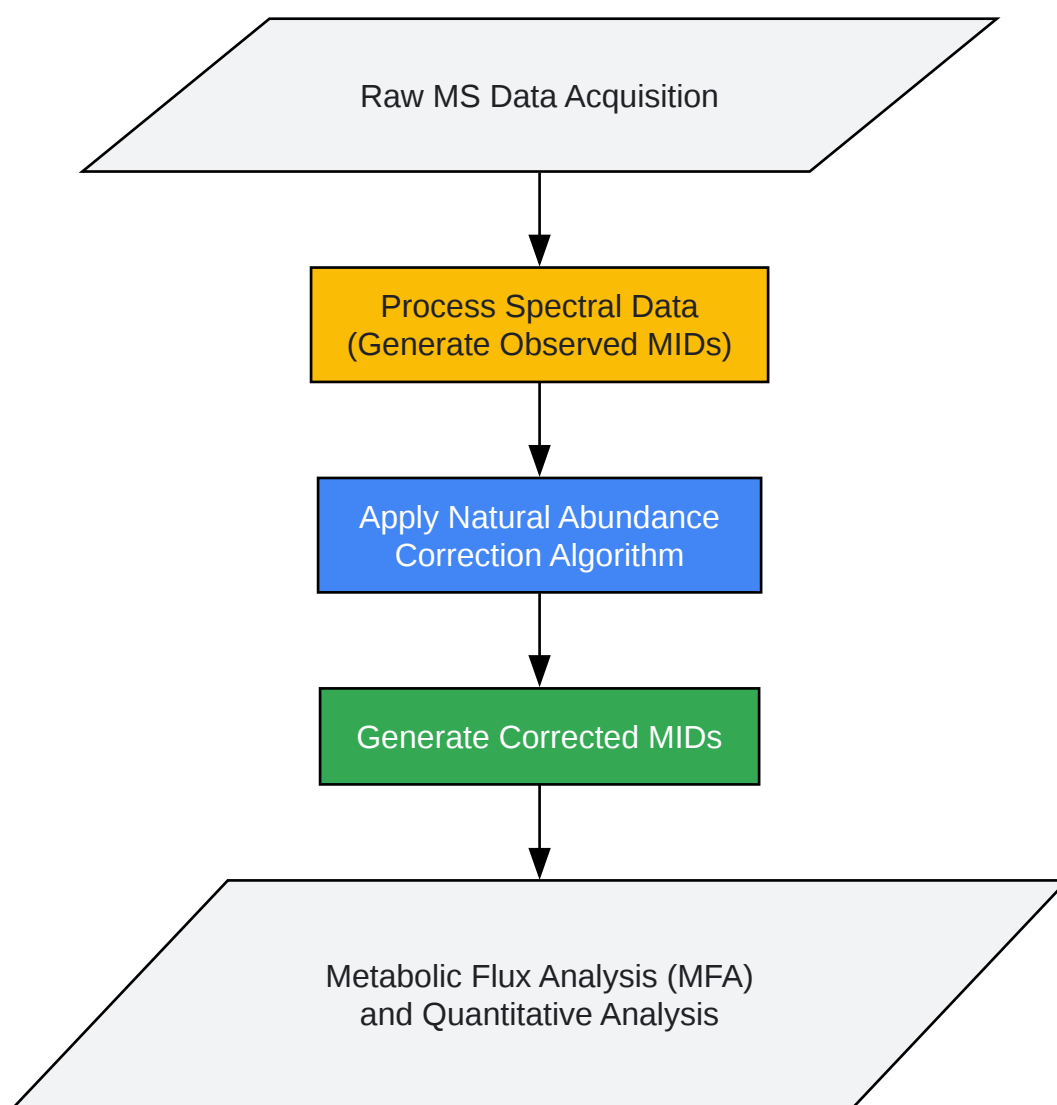 Raw MS Data Acquisition
Process Spectral Data
(Generate Observed MIDs)
Apply Natural Abundance
Correction Algorithm
Generate Corrected MIDs
Metabolic Flux Analysis (MFA)
and Quantitative Analysis